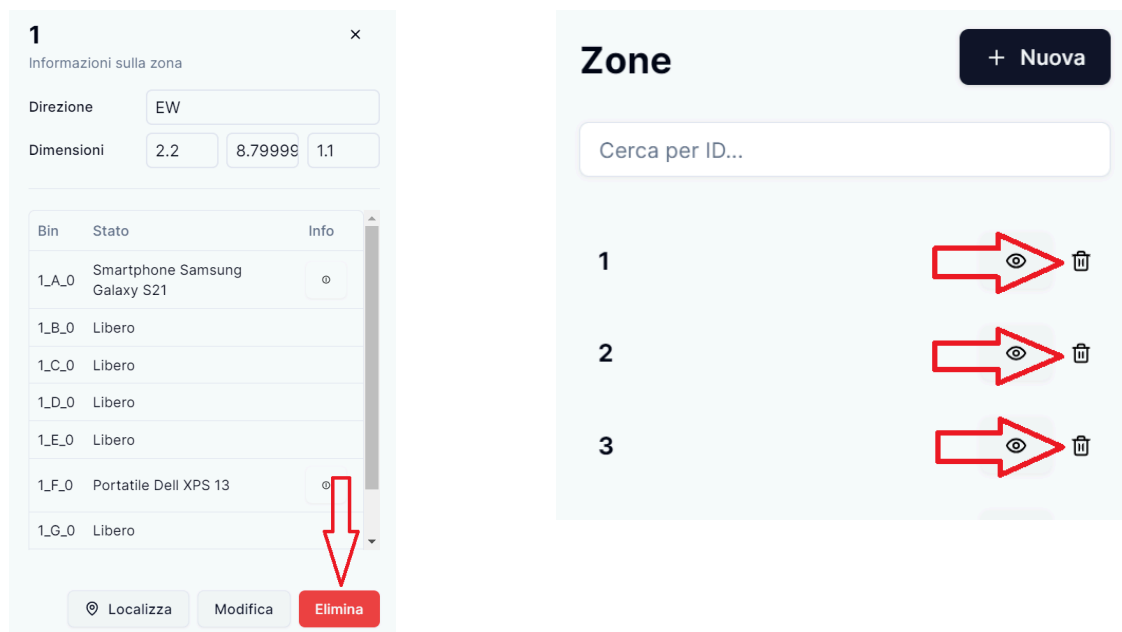 1
Informazioni sulla zona
Direzione EW
Dimensioni 2.2 8.79999 1.1
Bin Stato Info
1_A_0 Smartphone Samsung
Galaxy S21
1_B_0 Libero
1_C_0 Libero
1_D_0 Libero
1_E_0 Libero
1_F_0 Portatile Dell XPS 13
1_G_0 Libero
Localizza Modifica Elimina
Zone + Nuova
Cerca per ID...
1
2
3